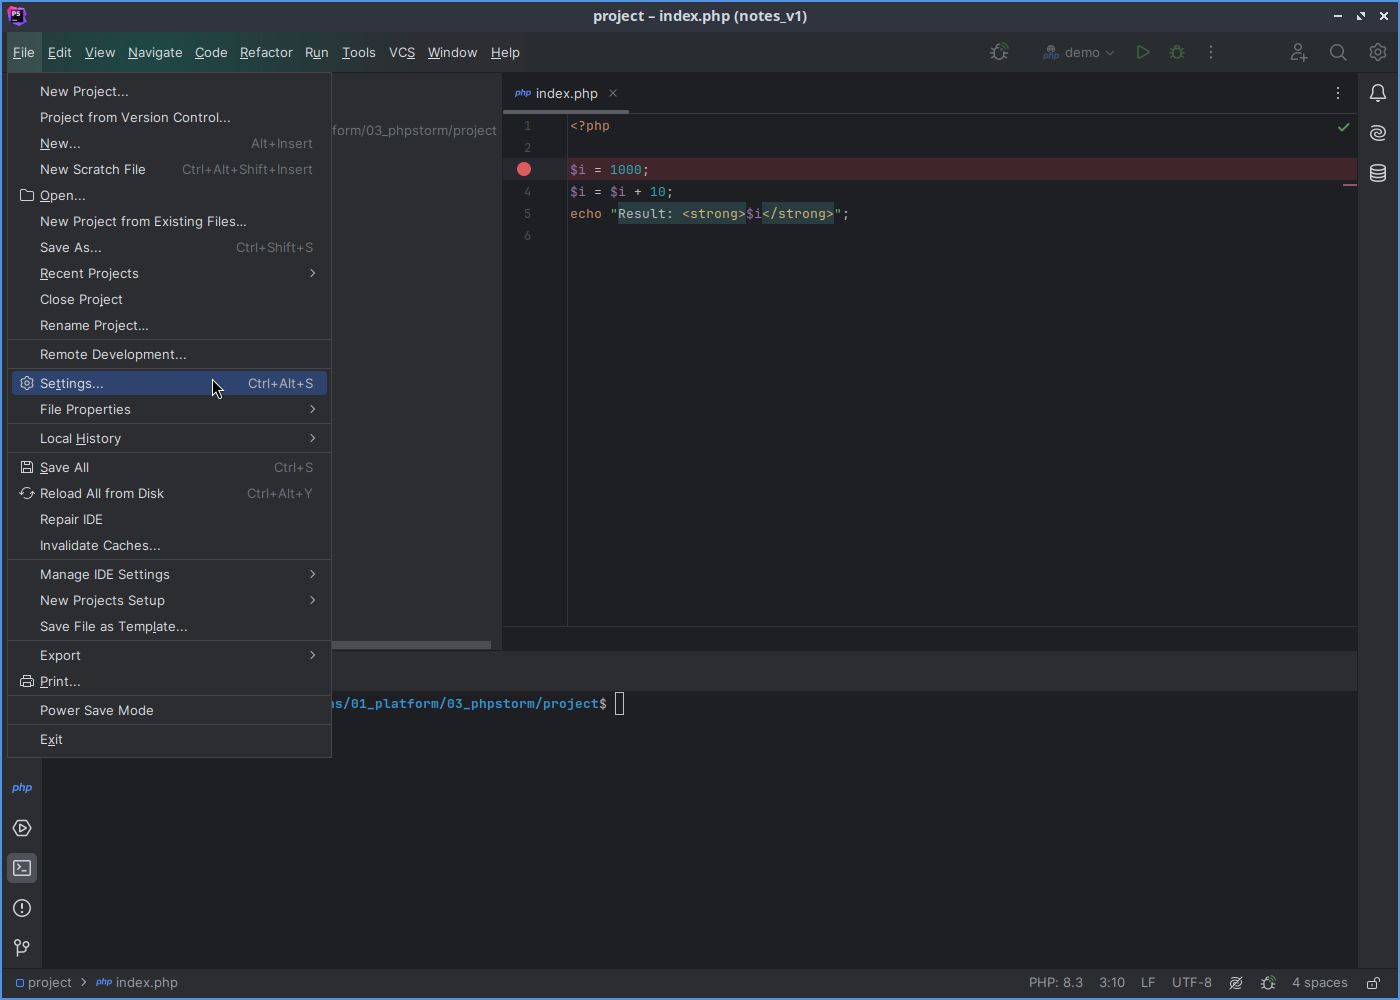 project – index.php (notes_v1)
File Edit View Navigate Code Refactor Run Tools VCS Window Help
php demo
New Project...
Project from Version Control...
New... Alt+Insert
New Scratch File Ctrl+Alt+Shift+Insert
Open...
New Project from Existing Files...
Save As... Ctrl+Shift+S
Recent Projects
Close Project
Rename Project...
Remote Development...
Settings... Ctrl+Alt+S
File Properties
Local History
Save All Ctrl+S
Reload All from Disk Ctrl+Alt+Y
Repair IDE
Invalidate Caches...
Manage IDE Settings
New Projects Setup
Save File as Template...
Export
Print...
Power Save Mode
Exit
form/03_phpstorm/project
php index.php
1 <?php
2
$i = 1000;
4 $i = $i + 10;
5 echo "Result: <strong>$i</strong>";
6
s/01_platform/03_phpstorm/project$
php
project > php index.php
PHP: 8.3 3:10 LF UTF-8 4 spaces